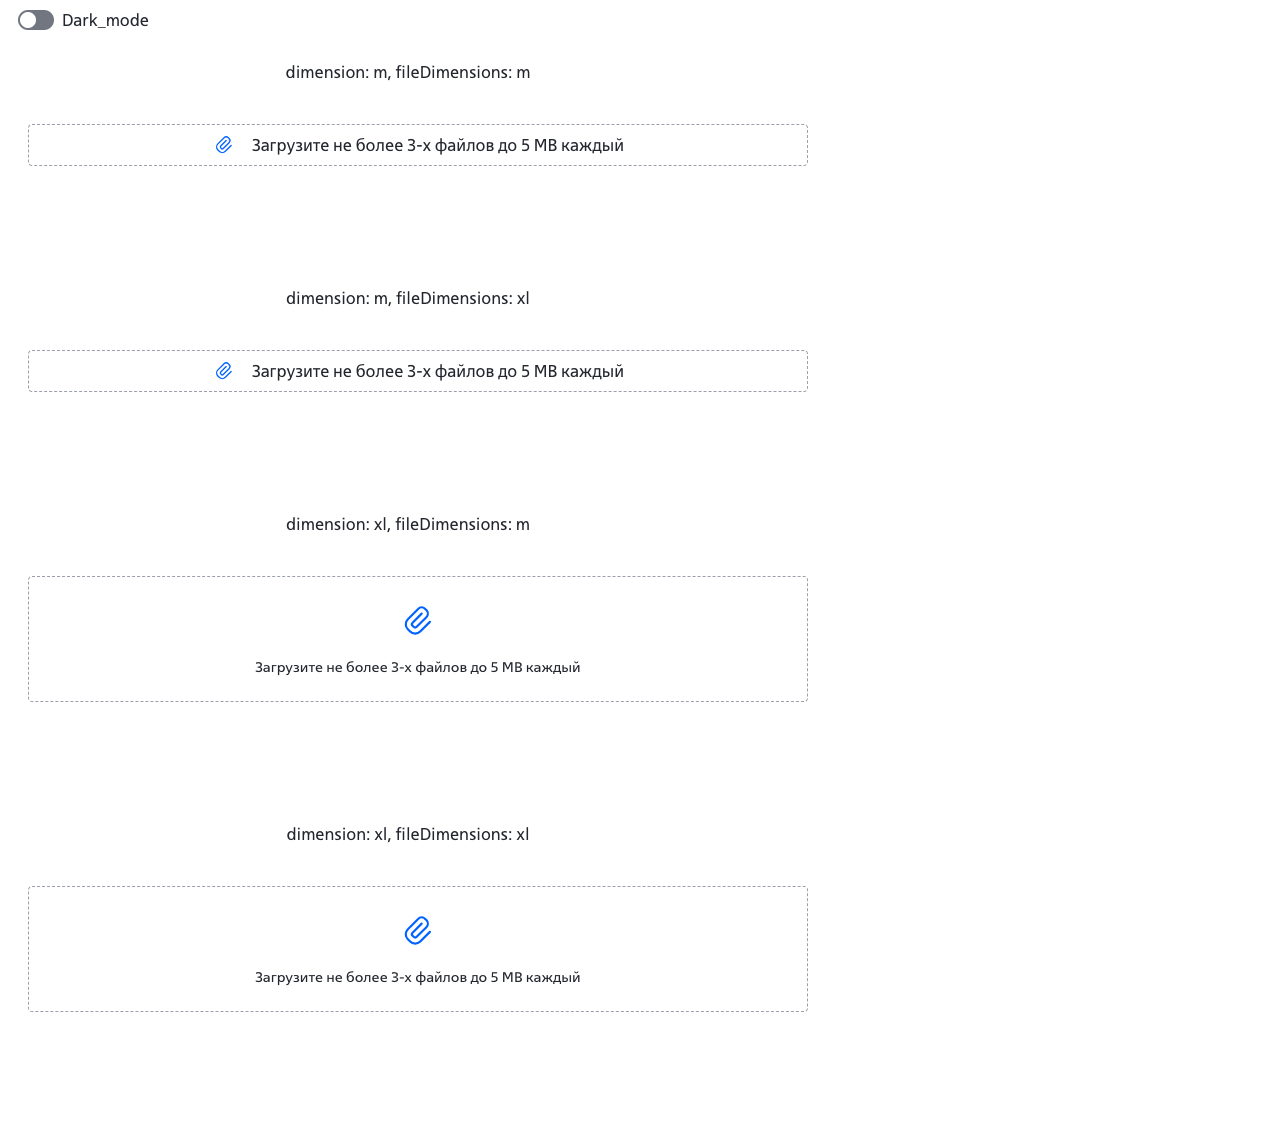 Dark_mode
dimension: m, fileDimensions: m
Загрузите не более 3-х файлов до 5 MB каждый
dimension: m, fileDimensions: xl
Загрузите не более 3-х файлов до 5 MB каждый
dimension: xl, fileDimensions: m
Загрузите не более 3-х файлов до 5 MB каждый
dimension: xl, fileDimensions: xl
Загрузите не более 3-х файлов до 5 MB каждый